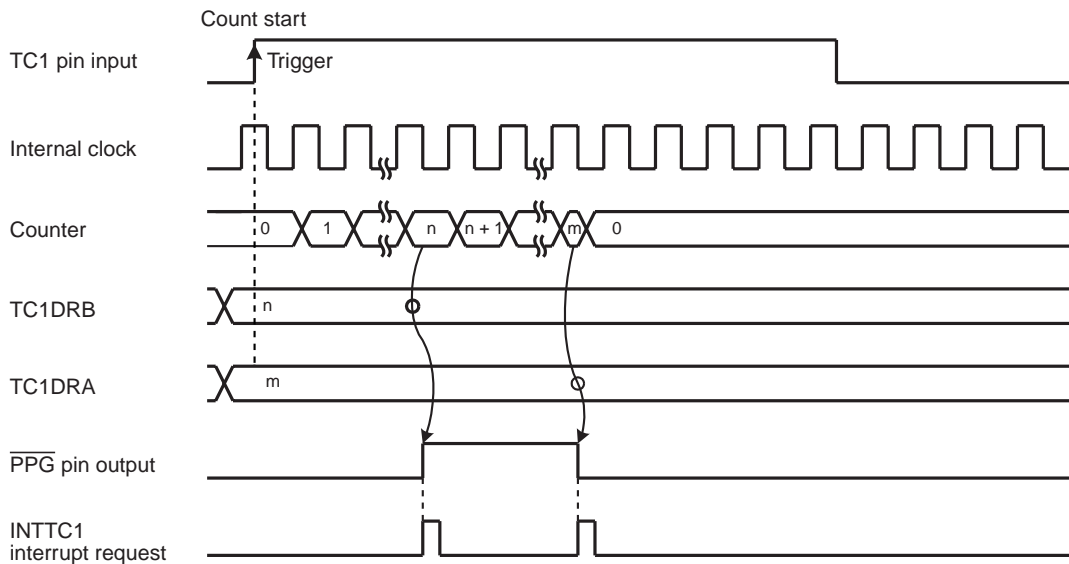 Count start
TC1 pin input
Trigger
Internal clock
Counter
0 1 n n + 1 m 0
TC1DRB
n
TC1DRA
m
PPG pin output
INTTC1
interrupt request